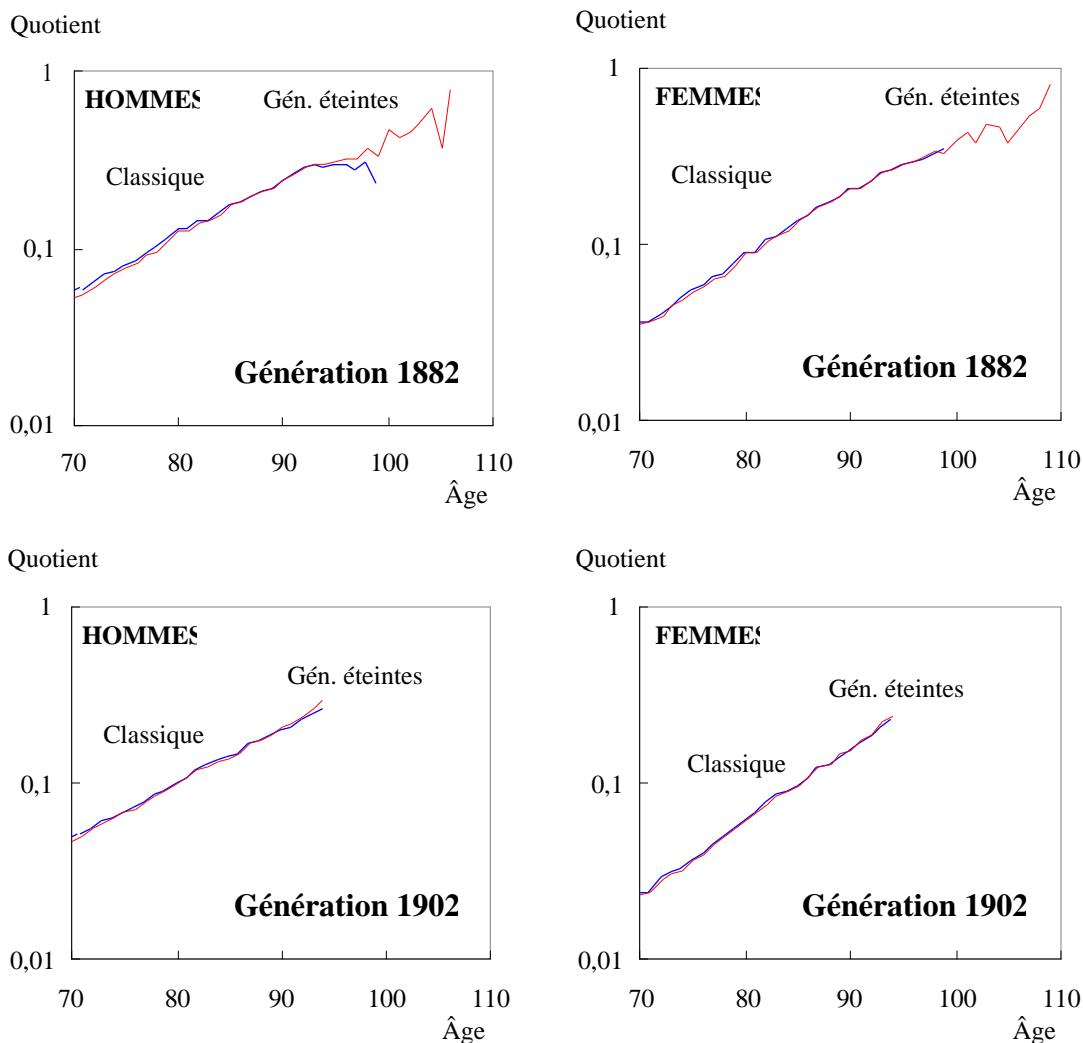 Quotient
1
HOMMES
Gén. éteintes
Classique
0,1
Génération 1882
0,01
70 80 90 100 110
Âge
Quotient
1
FEMMES
Gén. éteintes
Classique
0,1
Génération 1882
0,01
70 80 90 100 110
Âge
Quotient
1
HOMMES
Gén. éteintes
Classique
0,1
Génération 1902
0,01
70 80 90 100 110
Âge
Quotient
1
FEMMES
Gén. éteintes
Classique
0,1
Génération 1902
0,01
70 80 90 100 110
Âge